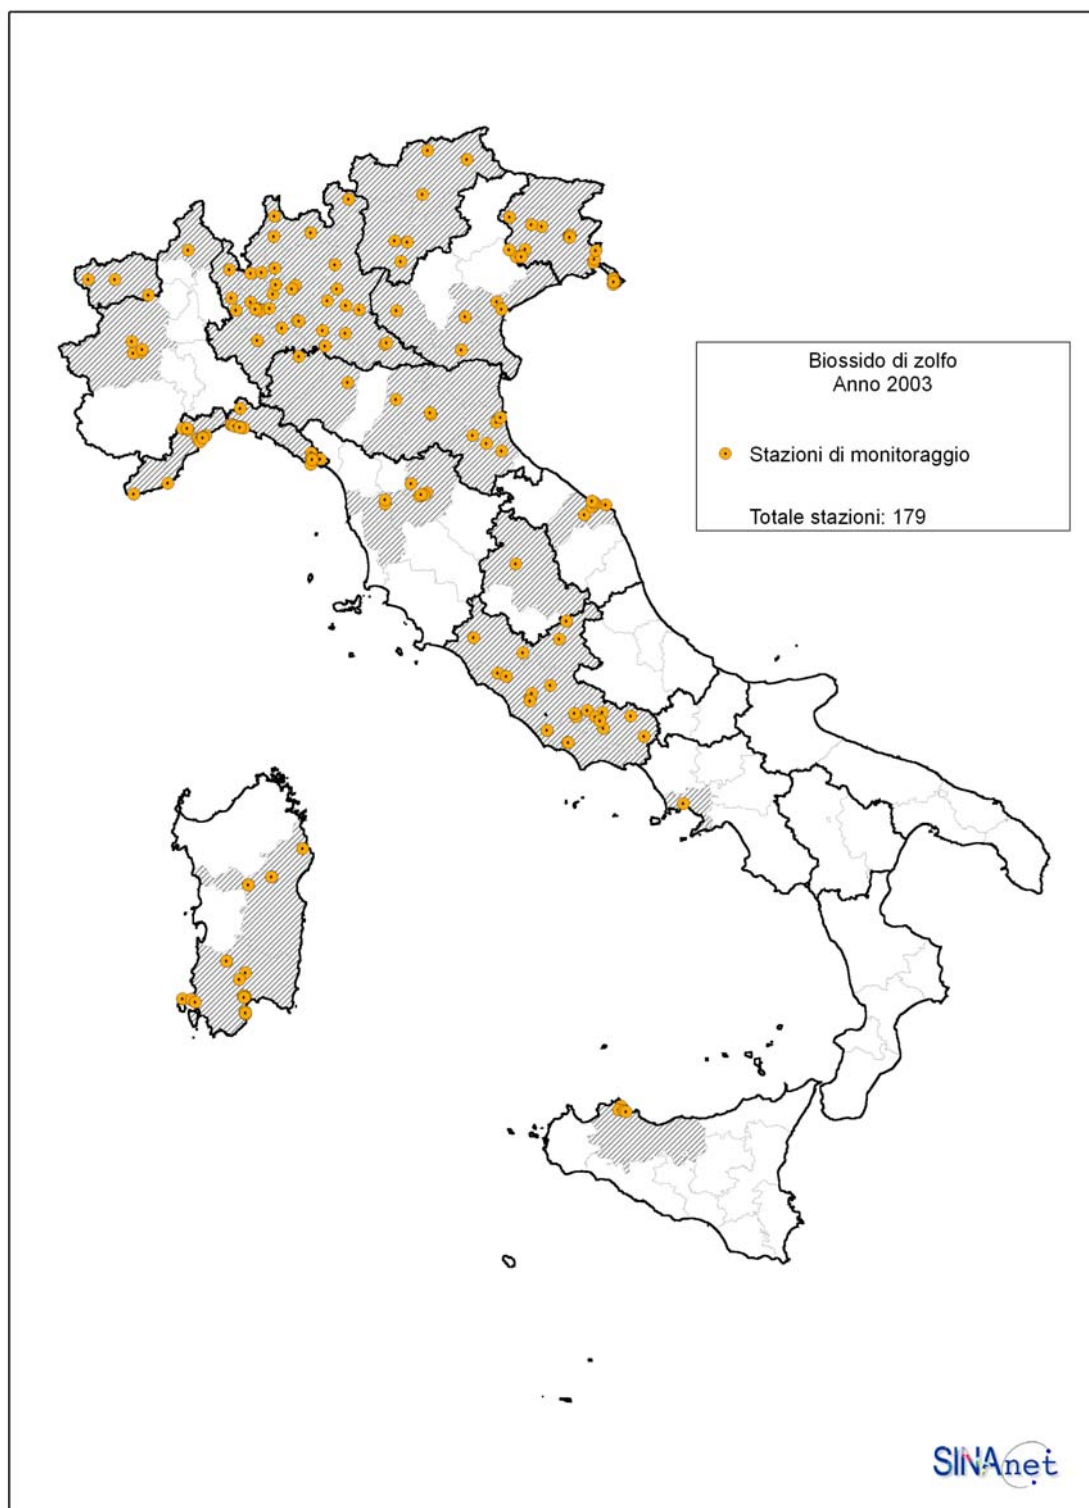 Biossido di zolfo
Anno 2003
Stazioni di monitoraggio
Totale stazioni: 179
SINAnet